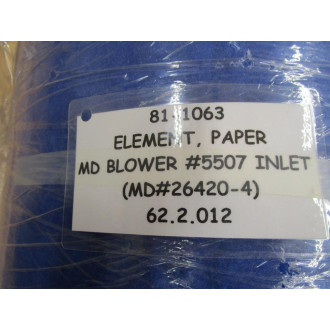 81-1063
ELEMENT, PAPER
MD BLOWER #5507 INLET
(MD#26420-4)
62.2.012